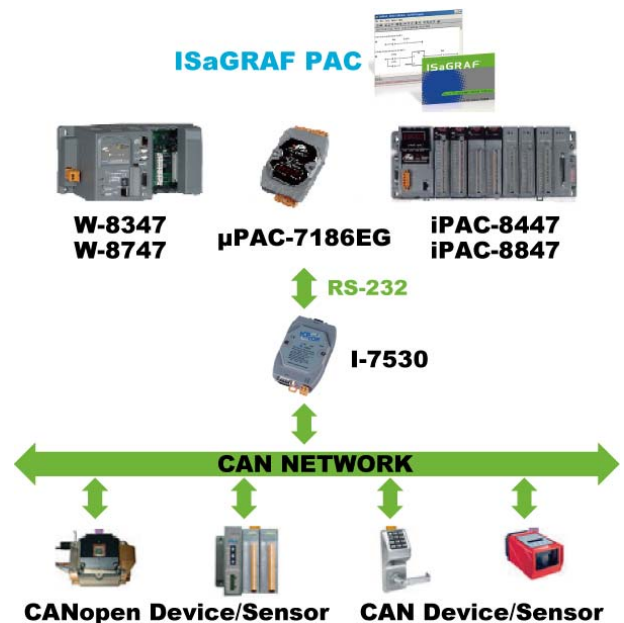 ISaGRAF PAC
ISaGRAF
W-8347
W-8747
µPAC-7186EG
iPAC-8447
iPAC-8847
RS-232
I-7530
CAN NETWORK
CANopen Device/Sensor
CAN Device/Sensor